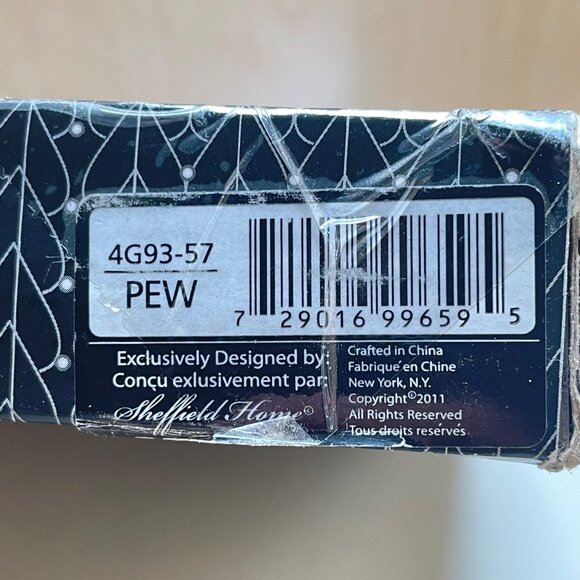 4G93-57
PEW
7 29016 99659 5
Exclusively Designed by:
Conçu exlusivement par:
Sheffield Home©
Crafted in China
Fabriqué en Chine
New York, N.Y.
Copyright©2011
All Rights Reserved
Tous droits resérvés